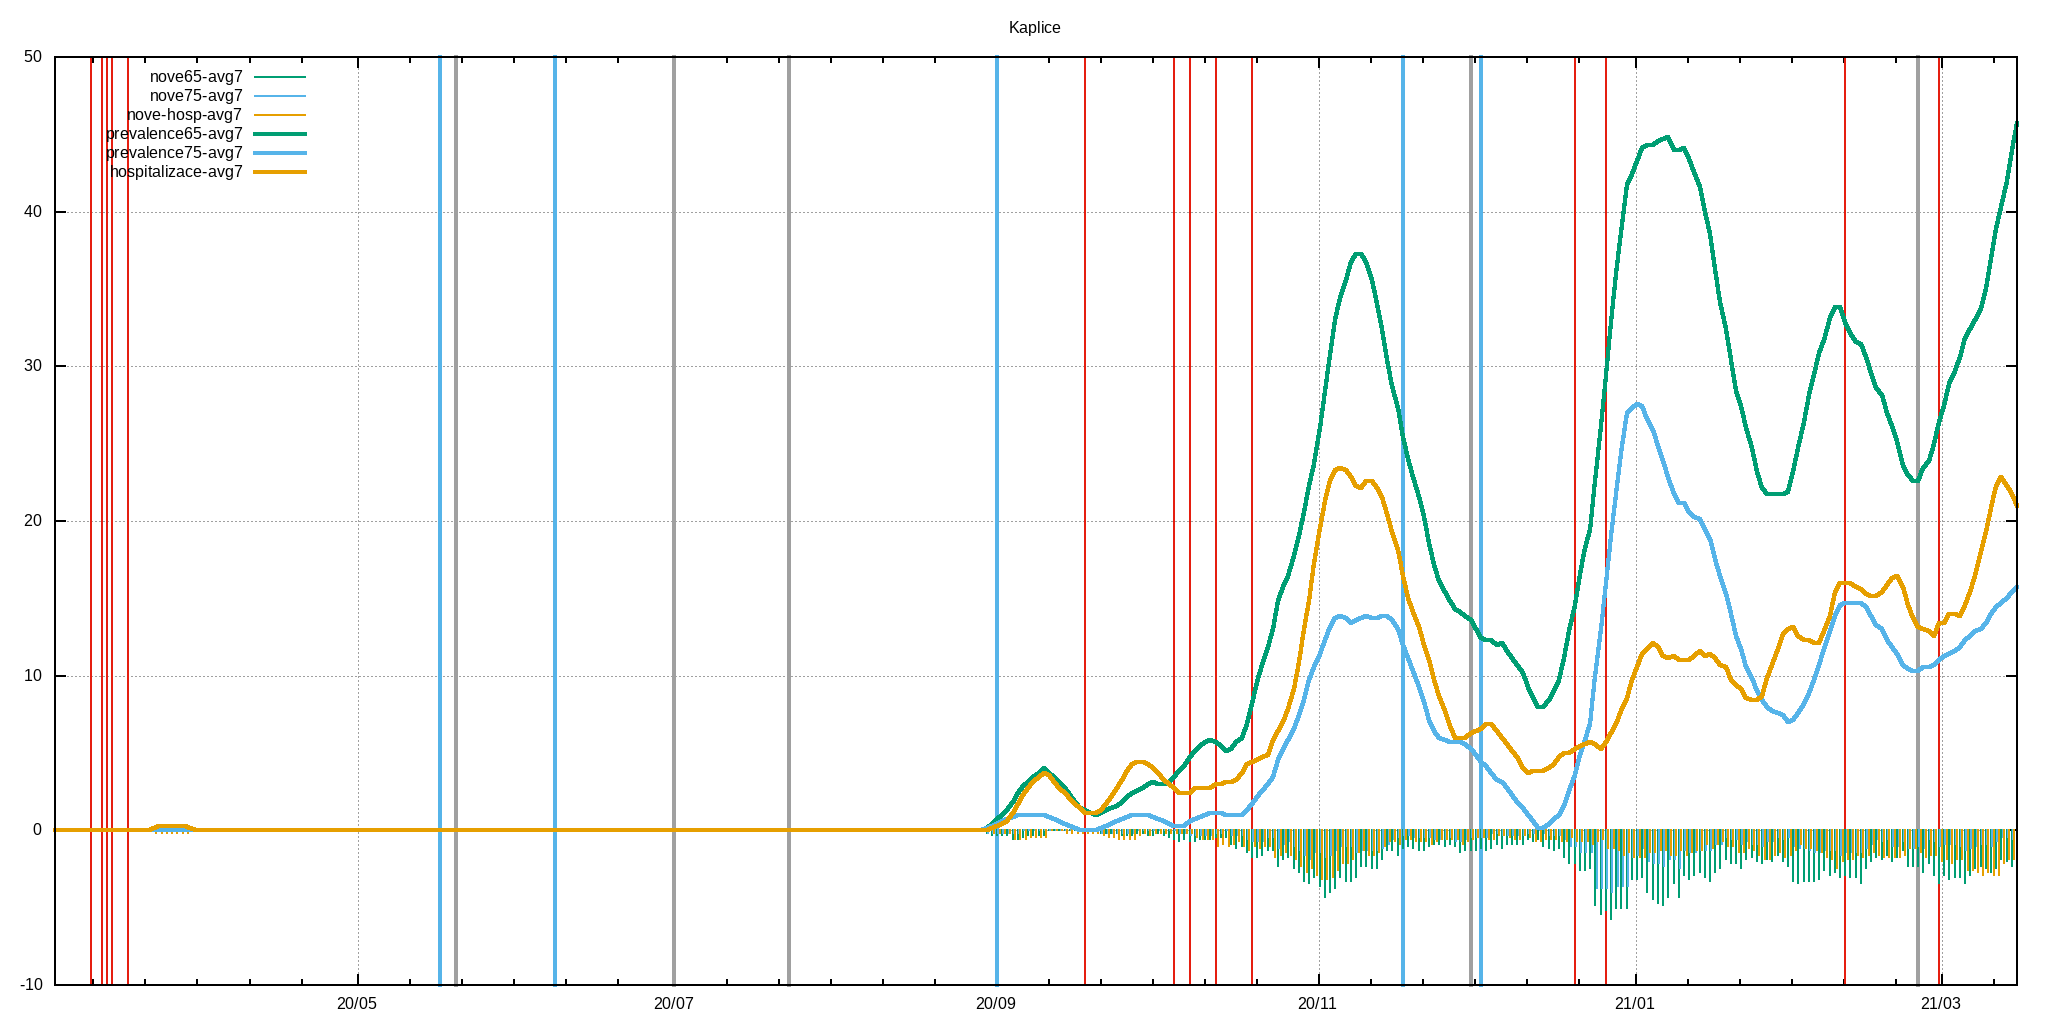 Kaplice
50
nove65-avg7
nove75-avg7
nove-hosp-avg7
prevalence65-avg7
prevalence75-avg7
hospitalizace-avg7
40
30
20
10
0
-10
20/05 20/07 20/09 20/11 21/01 21/03